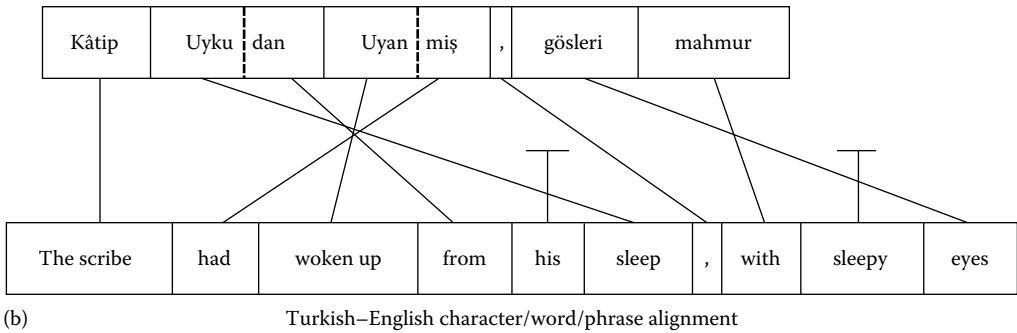 Kâtip Uyku dan Uyan miş , gösleri mahmur
The scribe had woken up from his sleep , with sleepy eyes
(b) Turkish–English character/word/phrase alignment